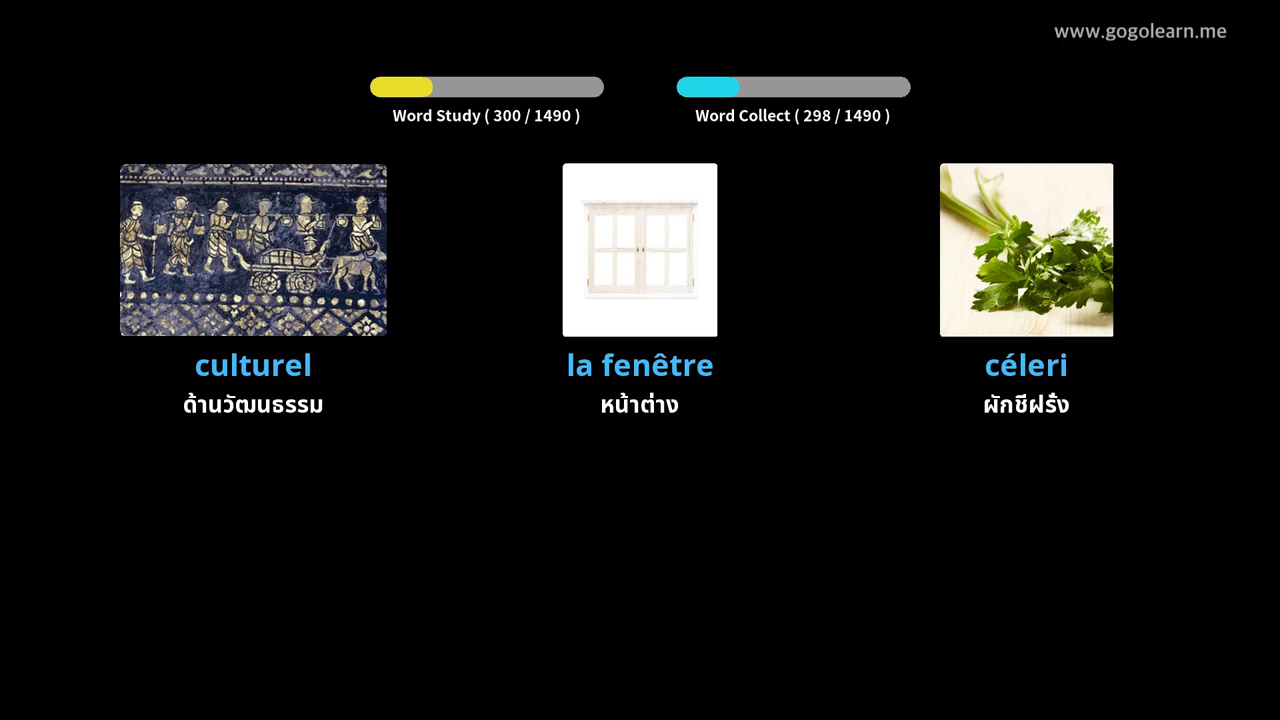 www.gogolearn.me
Word Study ( 300 / 1490 )
Word Collect ( 298 / 1490 )
culturel
ด้านวัฒนธรรม
la fenêtre
หน้าต่าง
céleri
ผักชีฝรั่ง